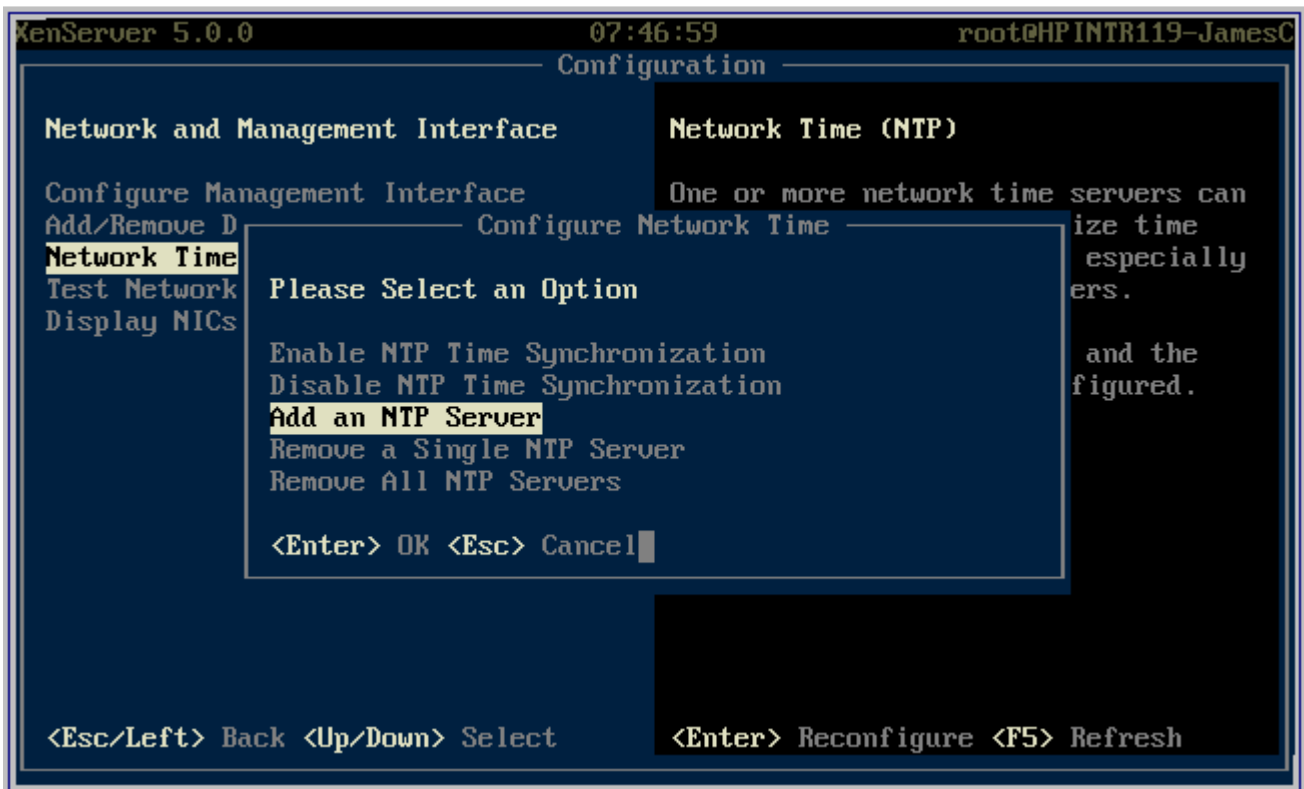 XenServer 5.0.0 07:46:59 root@HPINTR119-JamesC
Configuration
Network and Management Interface
Network Time (NTP)
Configure Management Interface
One or more network time servers can
Add/Remove D
Configure Network Time
ize time
Network Time
especially
Test Network
Please Select an Option
ers.
Display NICs
Enable NTP Time Synchronization
and the
Disable NTP Time Synchronization
figured.
Add an NTP Server
Remove a Single NTP Server
Remove All NTP Servers
<Enter> OK <Esc> Cancel
<Esc/Left> Back <Up/Down> Select
<Enter> Reconfigure <F5> Refresh